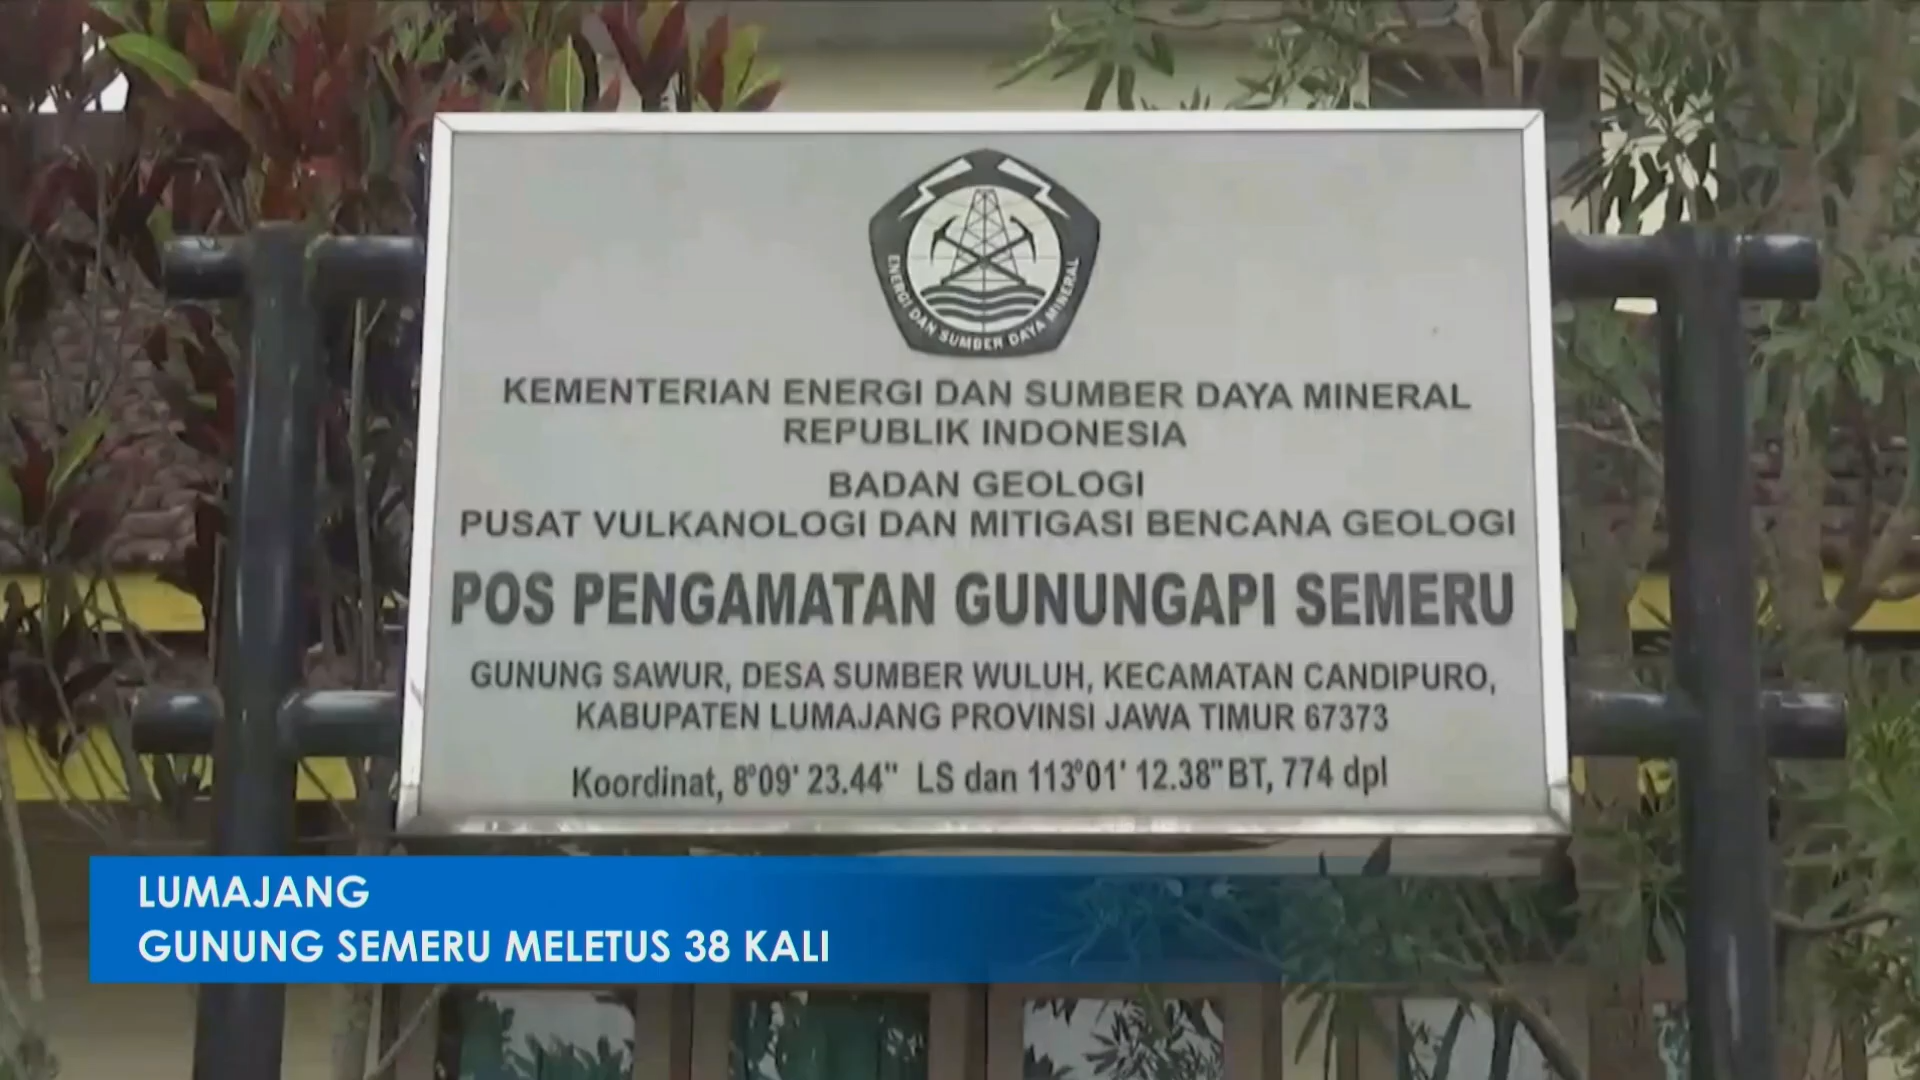 ENERGI DAN SUMBER DAYA MINERAL
KEMENTERIAN ENERGI DAN SUMBER DAYA MINERAL
REPUBLIK INDONESIA
BADAN GEOLOGI
PUSAT VULKANOLOGI DAN MITIGASI BENCANA GEOLOGI
POS PENGAMATAN GUNUNGAPI SEMERU
GUNUNG SAWUR, DESA SUMBER WULUH, KECAMATAN CANDIPURO,
KABUPATEN LUMAJANG PROVINSI JAWA TIMUR 67373
Koordinat, 8°09' 23.44" LS dan 113°01' 12.38" BT, 774 dpl
LUMAJANG
GUNUNG SEMERU MELETUS 38 KALI